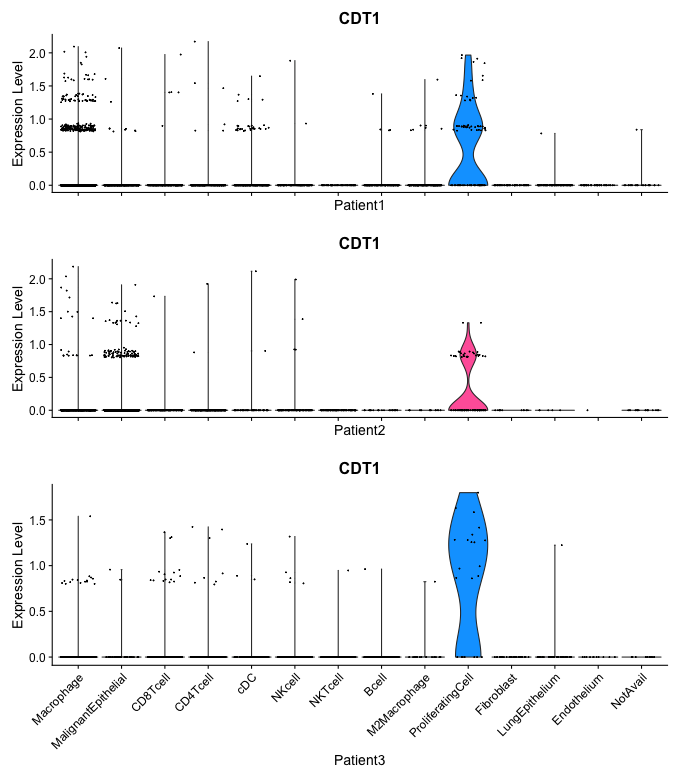 CDT1
Expression Level
2.0
1.5
1.0
0.5
0.0
Patient1
CDT1
Expression Level
2.0
1.5
1.0
0.5
0.0
Patient2
CDT1
Expression Level
1.5
1.0
0.5
0.0
Macrophage
MalignantEpithelial
CD8Tcell
CD4Tcell
cDC
NKcell
NKTcell
Bcell
M2Macrophage
ProliferatingCell
Fibroblast
LungEpithelium
Endothelium
NotAvail
Patient3